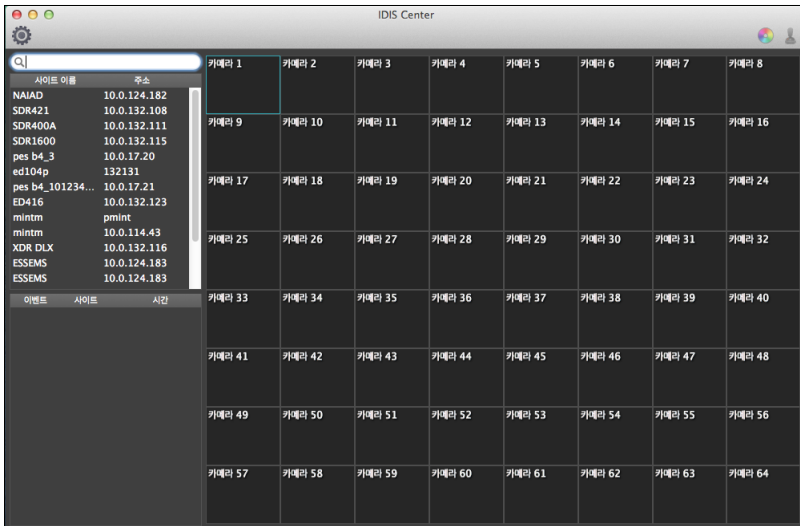 IDIS Center
사이트 이름 주소
NAIAD 10.0.124.182
SDR421 10.0.132.108
SDR400A 10.0.132.111
SDR1600 10.0.132.115
pes b4_3 10.0.17.20
ed104p 132131
pes b4_101234... 10.0.17.21
ED416 10.0.132.123
mintm pmint
mintm 10.0.114.43
XDR DLX 10.0.132.116
ESSEMS 10.0.124.183
ESSEMS 10.0.124.183
이벤트 사이트 시간
카메라 1 카메라 2 카메라 3 카메라 4 카메라 5 카메라 6 카메라 7 카메라 8
카메라 9 카메라 10 카메라 11 카메라 12 카메라 13 카메라 14 카메라 15 카메라 16
카메라 17 카메라 18 카메라 19 카메라 20 카메라 21 카메라 22 카메라 23 카메라 24
카메라 25 카메라 26 카메라 27 카메라 28 카메라 29 카메라 30 카메라 31 카메라 32
카메라 33 카메라 34 카메라 35 카메라 36 카메라 37 카메라 38 카메라 39 카메라 40
카메라 41 카메라 42 카메라 43 카메라 44 카메라 45 카메라 46 카메라 47 카메라 48
카메라 49 카메라 50 카메라 51 카메라 52 카메라 53 카메라 54 카메라 55 카메라 56
카메라 57 카메라 58 카메라 59 카메라 60 카메라 61 카메라 62 카메라 63 카메라 64